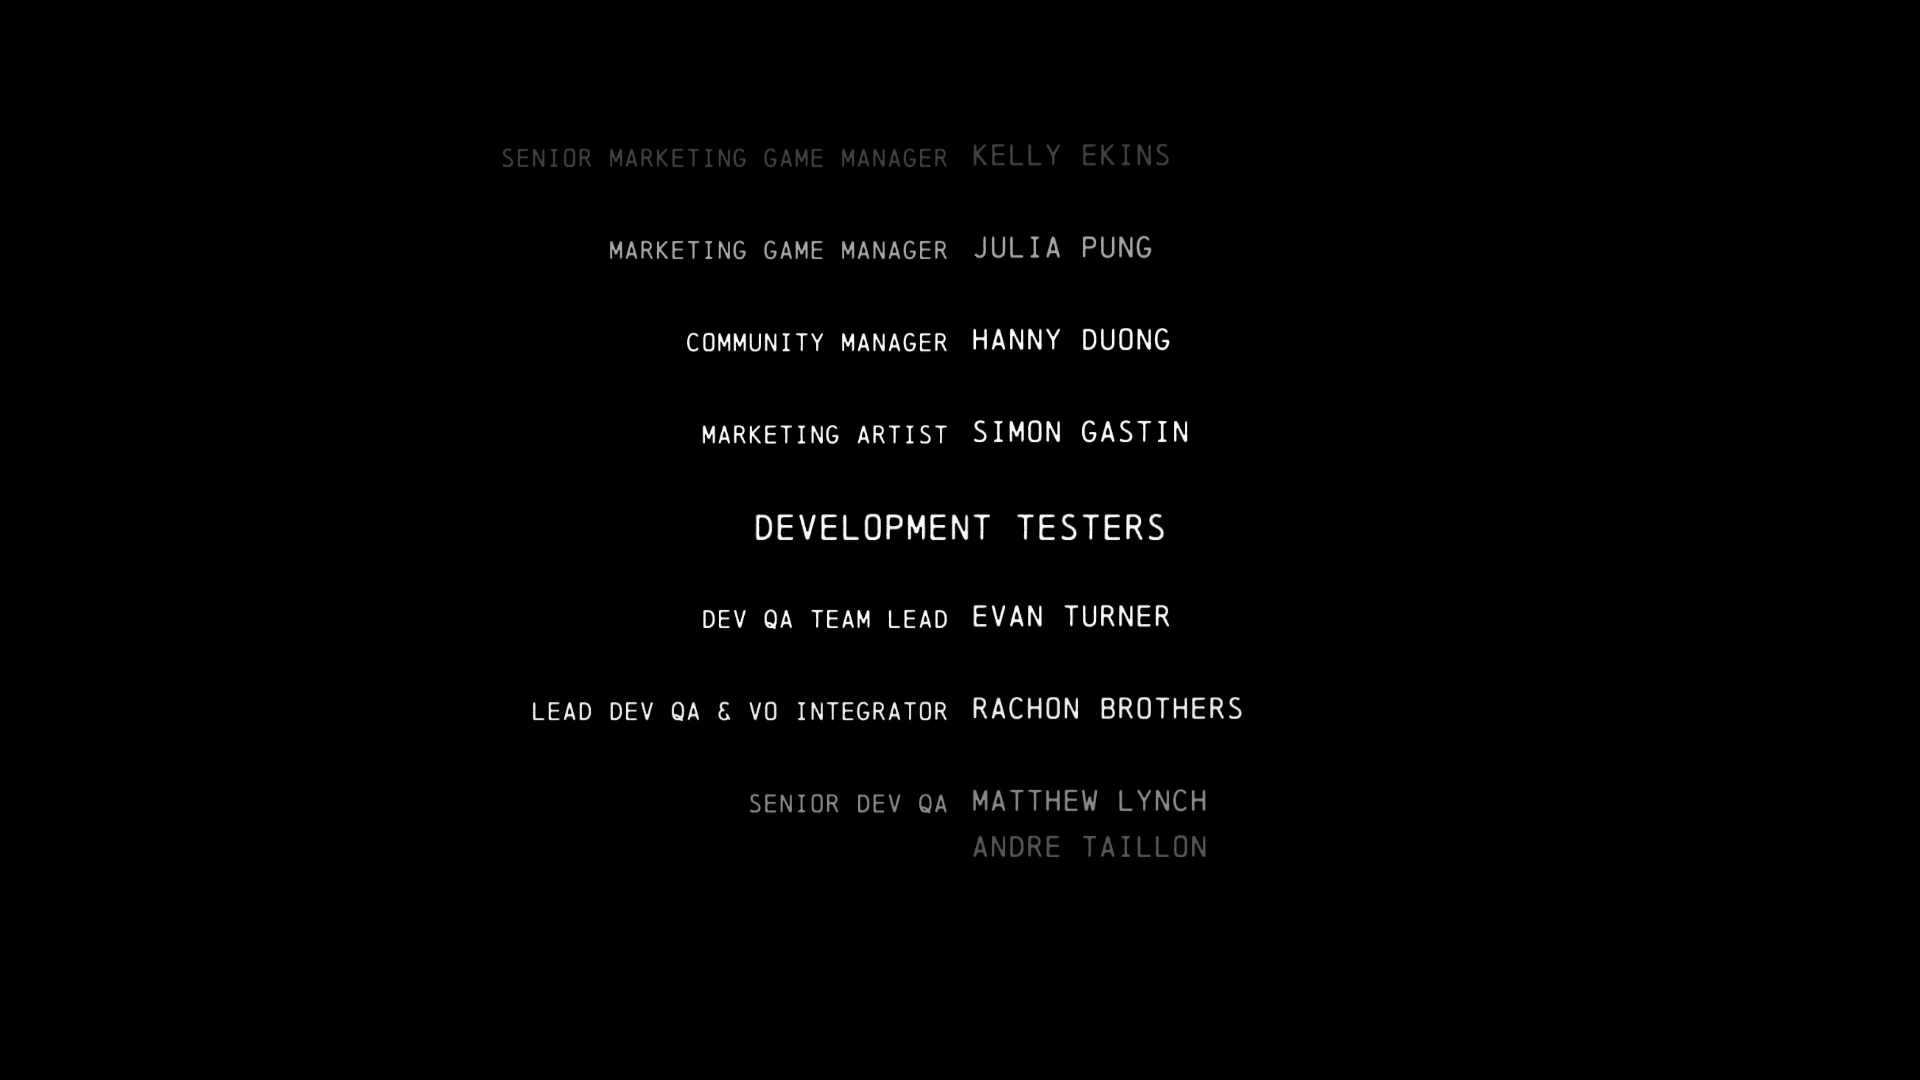 SENIOR MARKETING GAME MANAGER KELLY EKINS
MARKETING GAME MANAGER JULIA PUNG
COMMUNITY MANAGER HANNY DUONG
MARKETING ARTIST SIMON GASTIN
DEVELOPMENT TESTERS
DEV QA TEAM LEAD EVAN TURNER
LEAD DEV QA & VO INTEGRATOR RACHON BROTHERS
SENIOR DEV QA MATTHEW LYNCH
ANDRE TAILLON